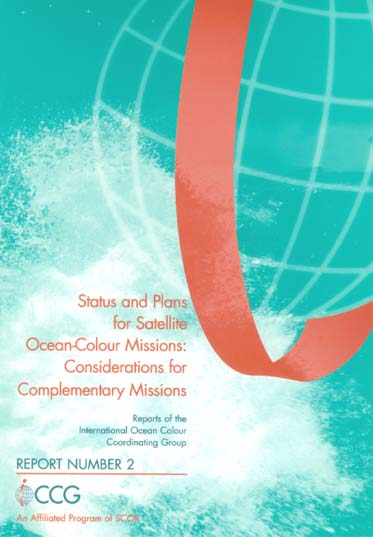 Status and Plans
for Satellite
Ocean-Colour Missions:
Considerations for
Complementary Missions
Reports of the
International Ocean Colour
Coordinating Group
REPORT NUMBER 2
IOCCG
An Affiliated Program of SCOR